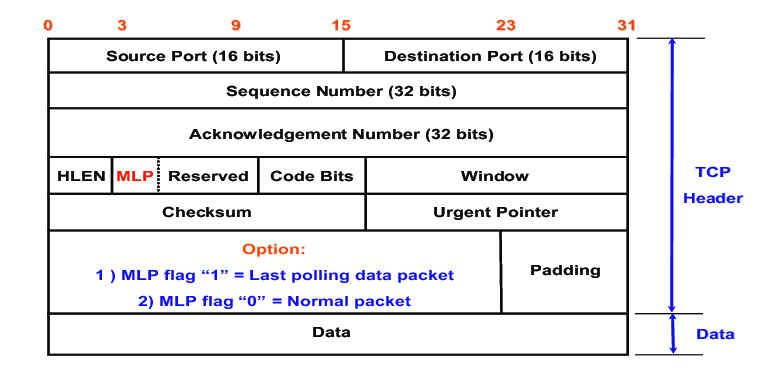 0 3 9 15 23 31
Source Port (16 bits) Destination Port (16 bits)
Sequence Number (32 bits)
Acknowledgement Number (32 bits)
HLEN MLP Reserved Code Bits Window
Checksum Urgent Pointer
Option:
1 ) MLP flag “1” = Last polling data packet
2) MLP flag “0” = Normal packet
Padding
Data
TCP
Header
Data